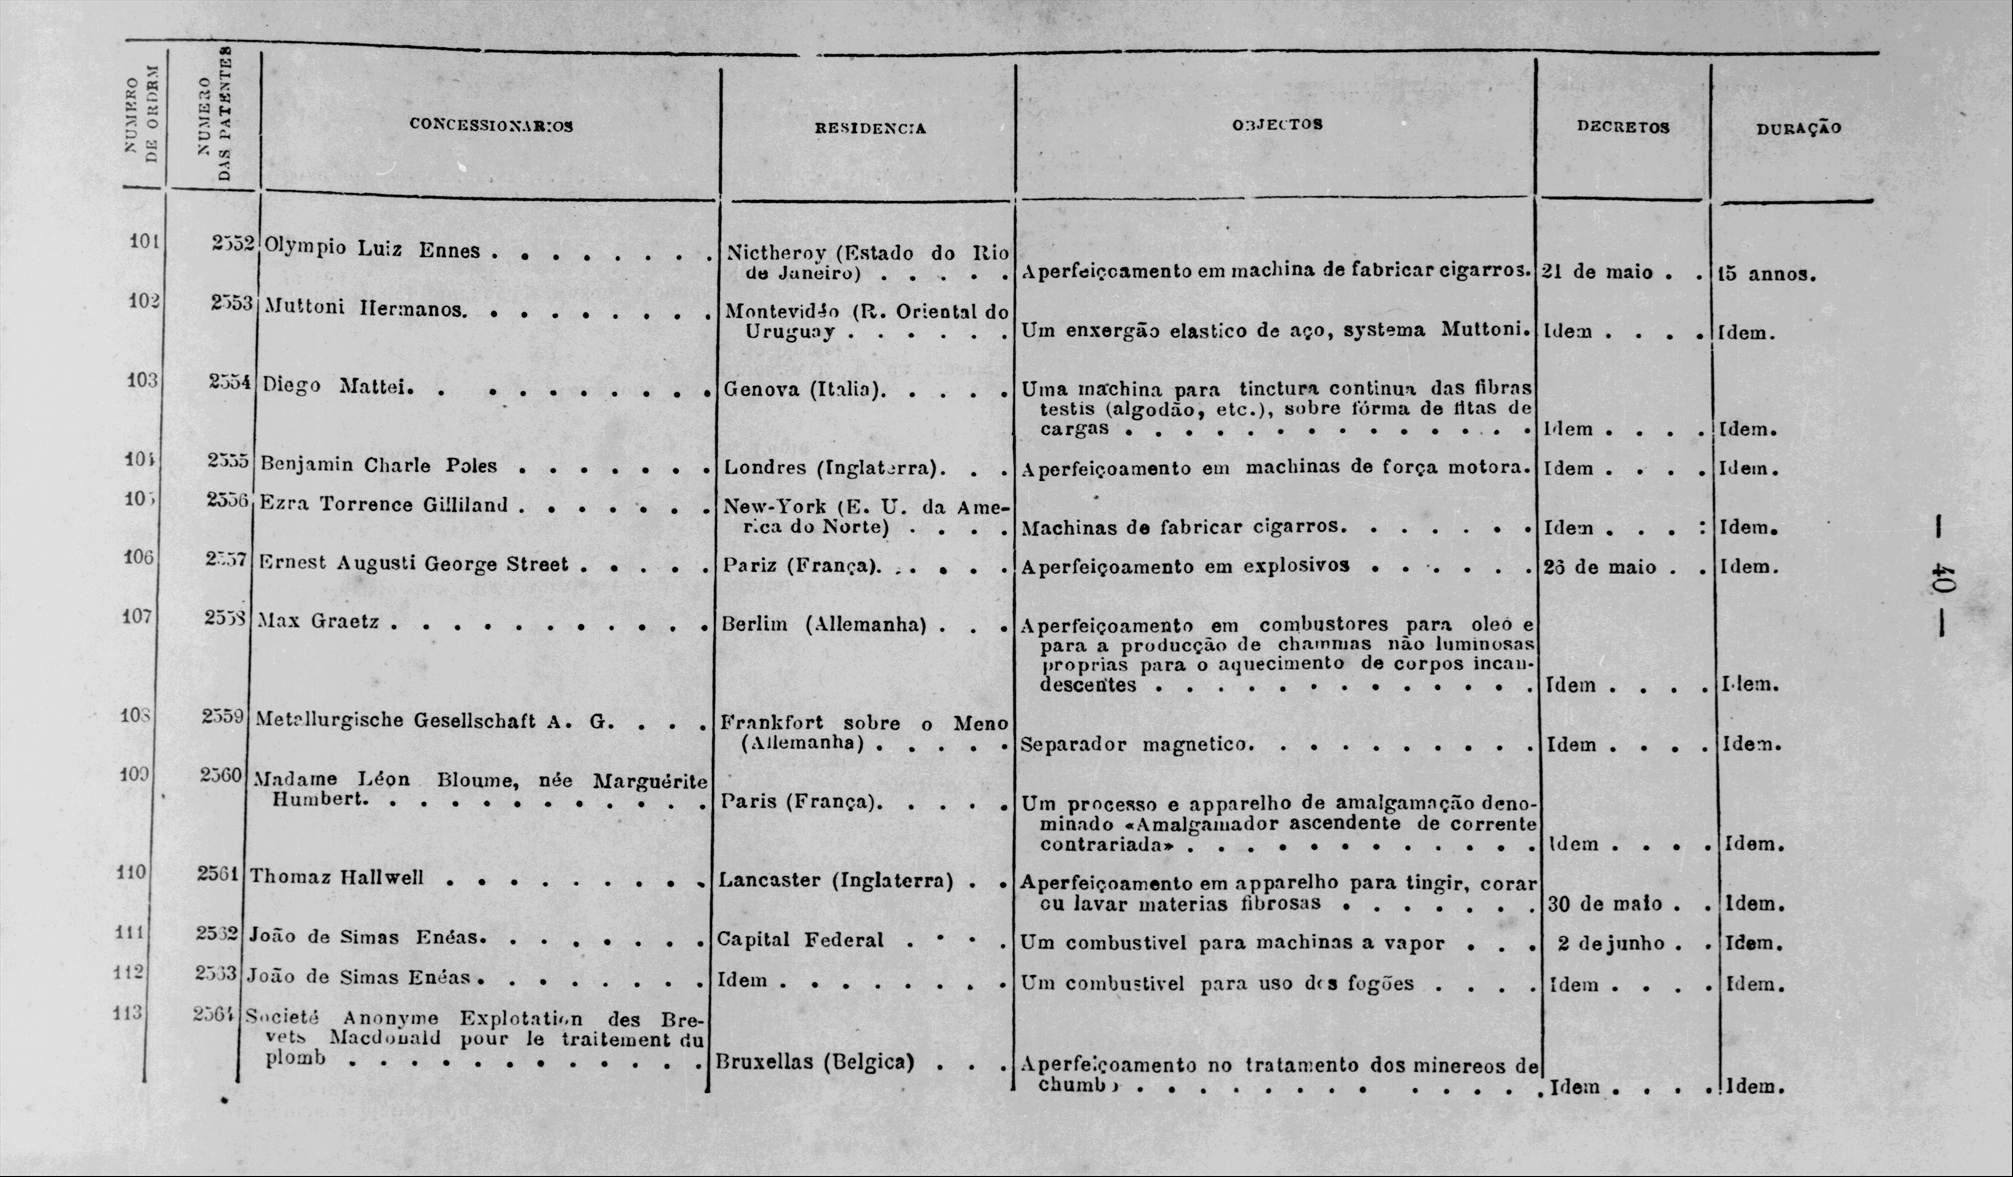 NUMERO
DE ORDRM
NUMERO
DAS PATENTES
CONCESSIONARIOS
RESIDENCIA
OBJECTOS
DECRETOS
DURAÇÃO
101 2552 Olympio Luiz Ennes . . . . . . . . Nictheroy (Estado do Rio
de Janeiro) . . . . . Aperfeiçoamento em machina de fabricar cigarros. 21 de maio . . 15 annos.
102 2553 Muttoni Hermanos. . . . . . . . . Montevidéo (R. Oriental do
Uruguay . . . . . . Um enxergão elastico de aço, systema Muttoni. Idem . . . . Idem.
103 2554 Diego Mattei. . . . . . . . . . Genova (Italia). . . . . Uma machina para tinctura continua das fibras
testis (algodão, etc.), sobre fórma de fitas de
cargas . . . . . . . . . . . . . . Idem . . . . Idem.
104 2555 Benjamin Charle Poles . . . . . . . Londres (Inglaterra). . . Aperfeiçoamento em machinas de força motora. Idem . . . . Idem.
105 2556 Ezra Torrence Gilliland . . . . . . . New-York (E. U. da Ame-
rica do Norte) . . . . Machinas de fabricar cigarros. . . . . . . Idem . . . : Idem.
106 2557 Ernest Augusti George Street . . . . . Pariz (França). . . . . . Aperfeiçoamento em explosivos . . . . . . de maio . . Idem.
107 2558 Max Graetz . . . . . . . . . . . Berlim (Allemanha) . . . Aperfeiçoamento em combustores para oleo e
para a producção de chammas não luminosas
proprias para o aquecimento de corpos incan-
descentes . . . . . . . . . . . . . Idem . . . . Idem.
108 2559 Metallurgische Gesellschaft A. G. . . . Frankfort sobre o Meno
(Allemanha) . . . . . Separador magnetico. . . . . . . . . . Idem . . . . Idem.
109 2560 Madame Léon Bloume, née Marguérite
Humbert. . . . . . . . . . . . Paris (França). . . . . Um processo e apparelho de amalgamação deno-
minado «Amalgamador ascendente de corrente
contrariada» . . . . . . . . . . . . Idem . . . . Idem.
110 2561 Thomaz Hallwell . . . . . . . . . Lancaster (Inglaterra) . . Aperfeiçoamento em apparelho para tingir, corar
ou lavar materias fibrosas . . . . . . . 30 de maio . . Idem.
111 2562 João de Simas Enéas. . . . . . . . Capital Federal . . . . Um combustivel para machinas a vapor . . . 2 de junho . . Idem.
112 2563 João de Simas Enéas . . . . . . . . Idem . . . . . . . . Um combustivel para uso dos fogões . . . . Idem . . . . Idem.
113 2564 Societé Anonyme Explotation des Bre-
vets Macdonald pour le traitement du
plomb . . . . . . . . . . . . Bruxellas (Belgica) . . . Aperfeiçoamento no tratamento dos minereos de
chumbo . . . . . . . . . . . . . Idem . . . . Idem.
— 40 —